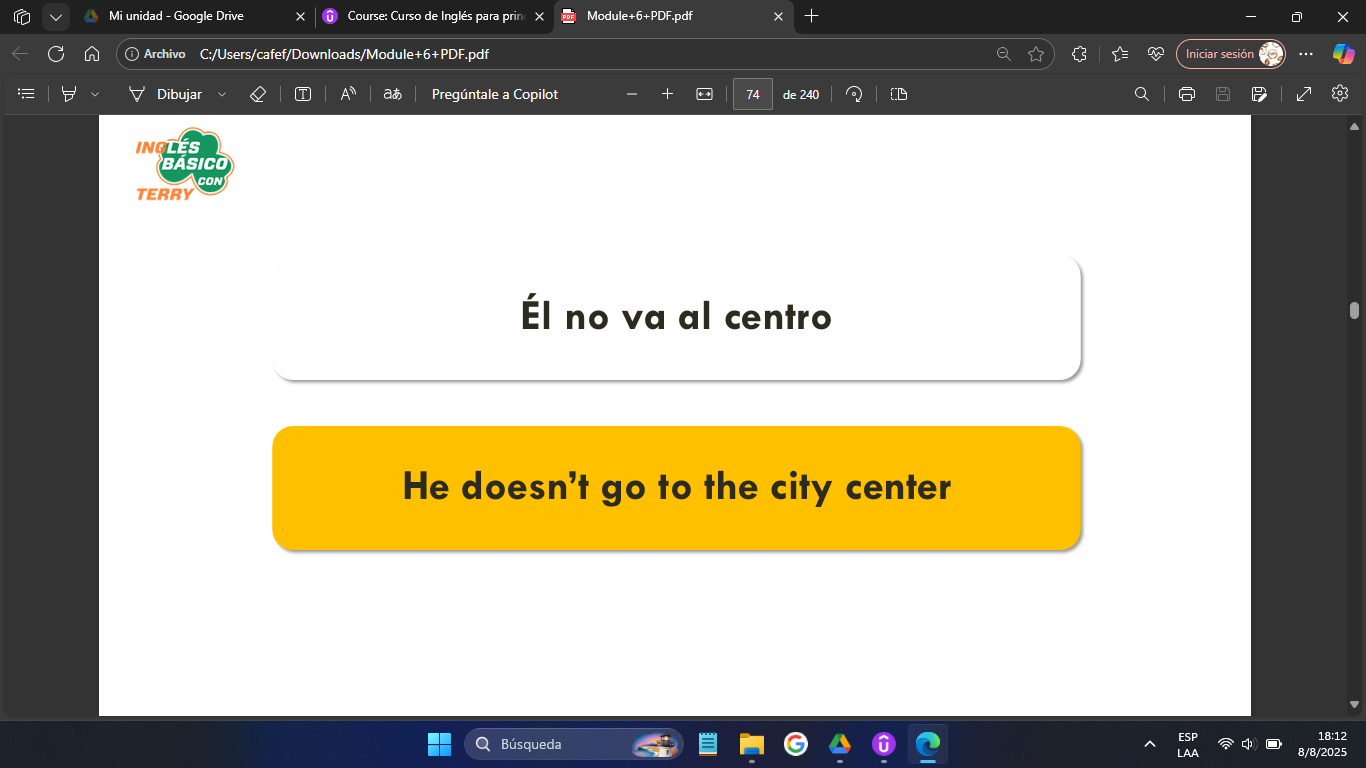 Mi unidad - Google Drive
Course: Curso de Inglés para prin
Module+6+PDF.pdf
Archivo
C:/Users/cafef/Downloads/Module+6+PDF.pdf
Iniciar sesión
Dibujar
Pregúntale a Copilot
74
de 240
INGLÉS
BÁSICO
CON
TERRY
Él no va al centro
He doesn’t go to the city center
Búsqueda
ESP
LAA
18:12
8/8/2025